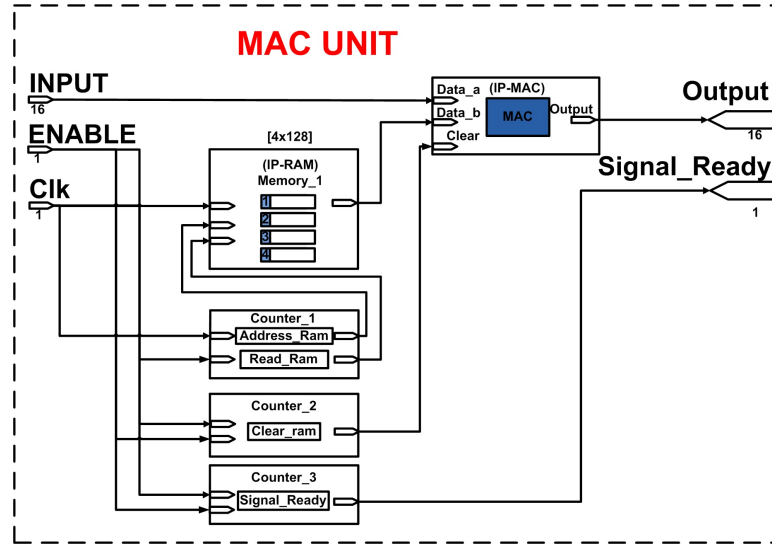 MAC UNIT
INPUT
16
ENABLE
1
Clk
1
[4x128]
(IP-RAM)
Memory_1
1
2
3
4
Data_a (IP-MAC)
Data_b
MAC
Output
Clear
Output
16
Signal_Ready
1
Counter_1
Address_Ram
Read_Ram
Counter_2
Clear_ram
Counter_3
Signal_Ready